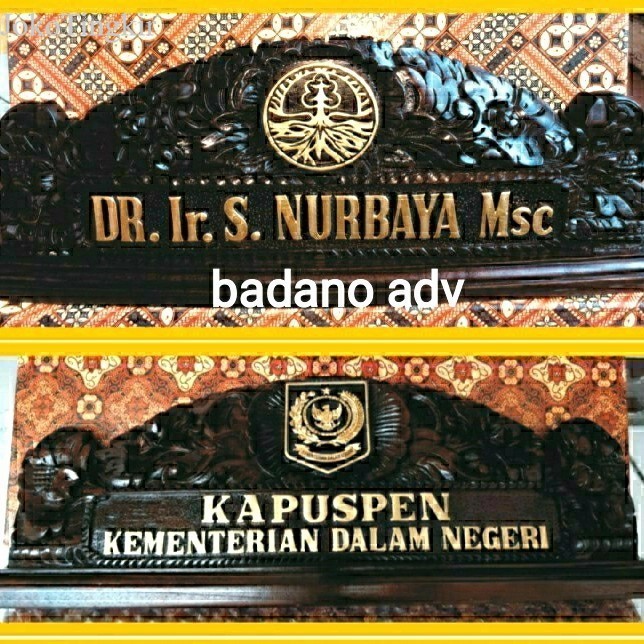 DR. Ir. S. NURBAYA Msc
badano adv
KAPUSPEN
KEMENTERIAN DALAM NEGERI